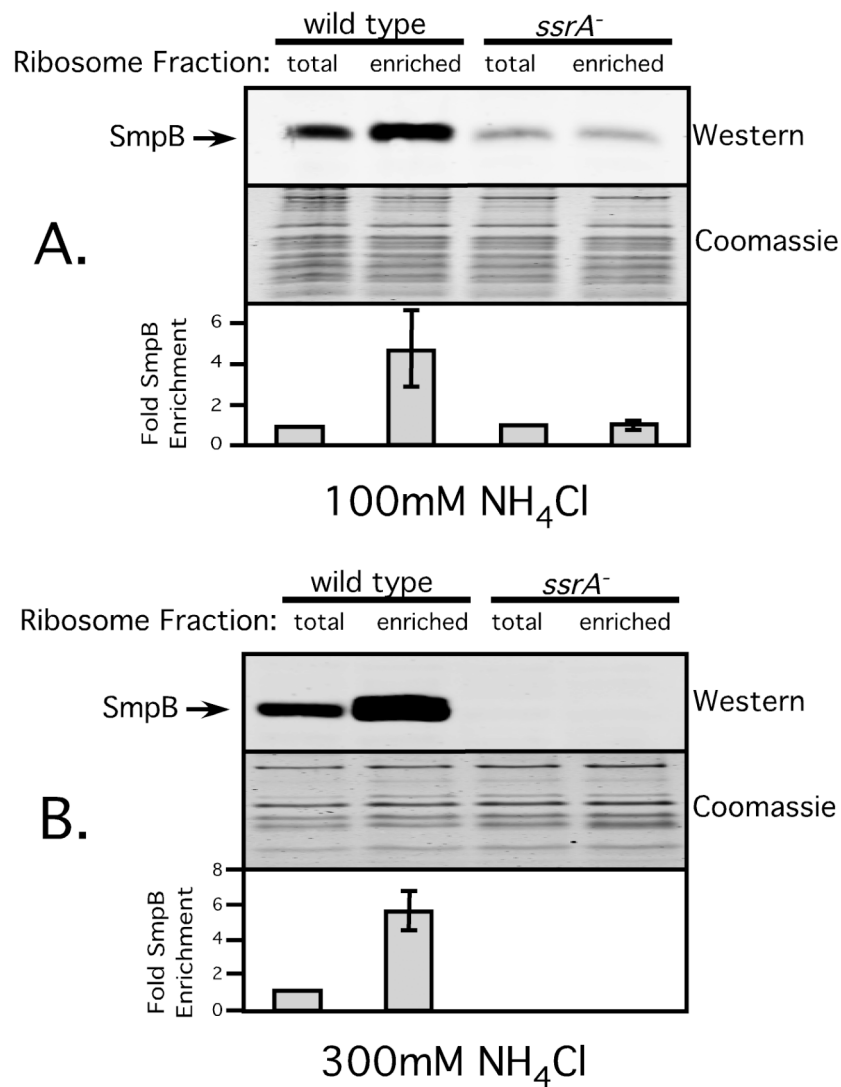 wild type ssrA-
Ribosome Fraction: total enriched total enriched
SmpB Western
A.
Coomassie
Fold SmpB
Enrichment
6
4
2
0
100mM NH4Cl
wild type ssrA-
Ribosome Fraction: total enriched total enriched
SmpB Western
B.
Coomassie
Fold SmpB
Enrichment
8
6
4
2
0
300mM NH4Cl